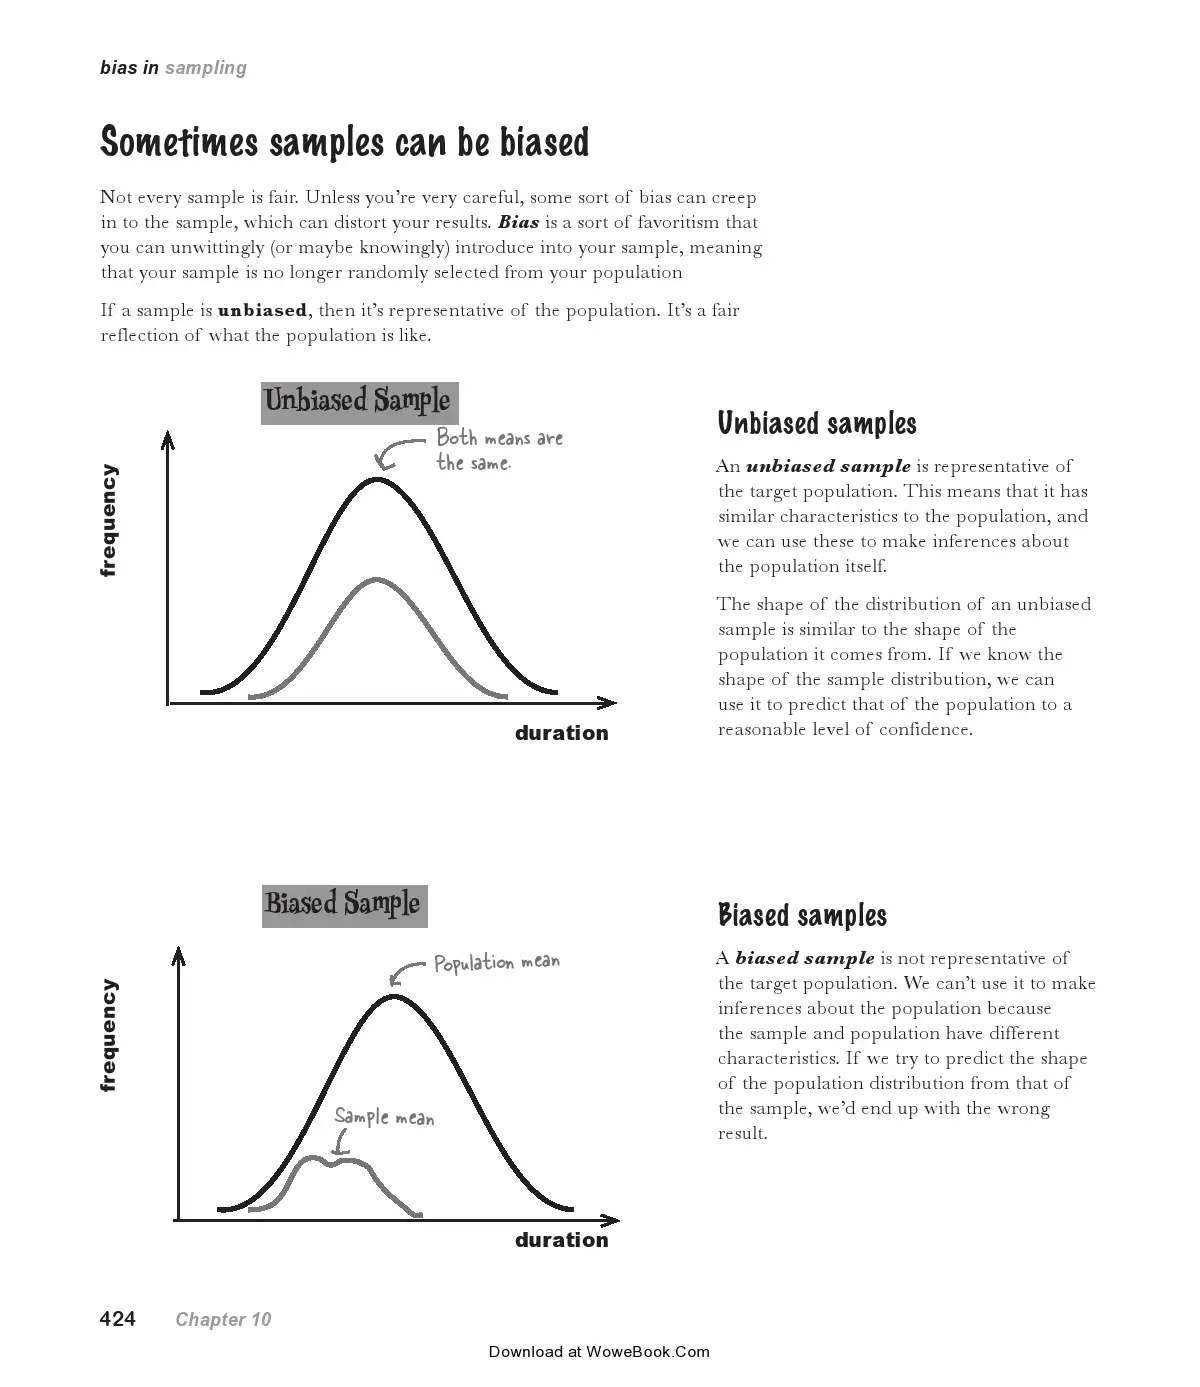 bias in sampling
Sometimes samples can be biased
Not every sample is fair. Unless you're very careful, some sort of bias can creep
in to the sample, which can distort your results. Bias is a sort of favoritism that
you can unwittingly (or maybe knowingly) introduce into your sample, meaning
that your sample is no longer randomly selected from your population
If a sample is unbiased, then it's representative of the population. It's a fair
reflection of what the population is like.
Unbiased Sample
Both means are
the same.
frequency
duration
Unbiased samples
An unbiased sample is representative of
the target population. This means that it has
similar characteristics to the population, and
we can use these to make inferences about
the population itself.
The shape of the distribution of an unbiased
sample is similar to the shape of the
population it comes from. If we know the
shape of the sample distribution, we can
use it to predict that of the population to a
reasonable level of confidence.
Biased Sample
Population mean
frequency
Sample mean
duration
Biased samples
A biased sample is not representative of
the target population. We can't use it to make
inferences about the population because
the sample and population have different
characteristics. If we try to predict the shape
of the population distribution from that of
the sample, we'd end up with the wrong
result.
424 Chapter 10
Download at WoweBook.Com